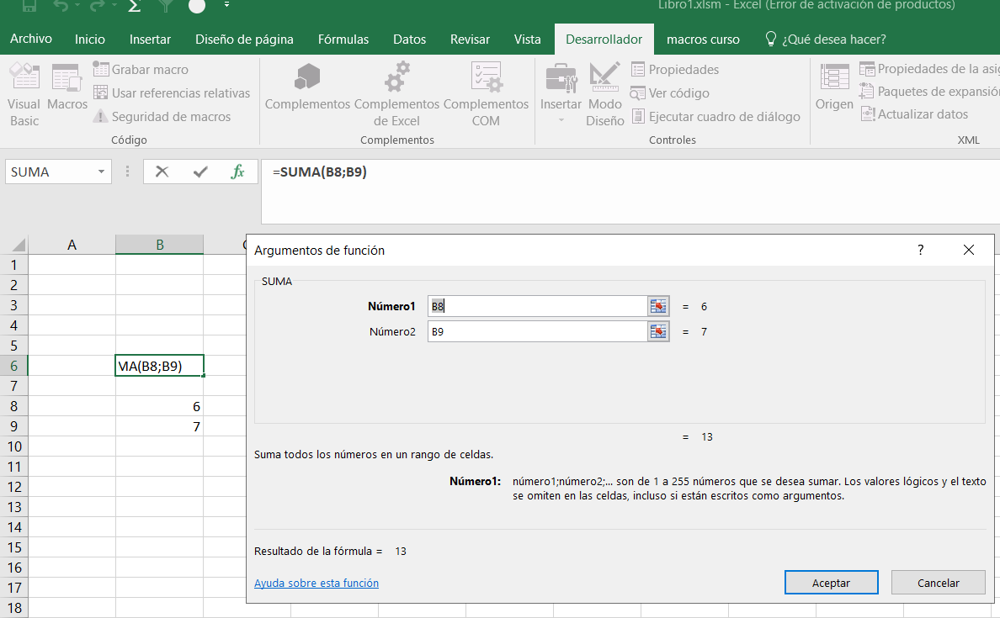 Libro1.xlsm - Excel (Error de activación de productos)
Archivo Inicio Insertar Diseño de página Fórmulas Datos Revisar Vista Desarrollador macros curso ¿Qué desea hacer?
Visual Basic
Macros
Grabar macro
Usar referencias relativas
Seguridad de macros
Código
Complementos
Complementos de Excel
Complementos COM
Complementos
Insertar
Modo Diseño
Propiedades
Ver código
Ejecutar cuadro de diálogo
Controles
Origen
Propiedades de la asig
Paquetes de expansión
Actualizar datos
XML
SUMA fx =SUMA(B8;B9)
A B
1
2
3
4
5
6 MA(B8;B9)
7
8 6
9 7
10
11
12
13
14
15
16
17
18
Argumentos de función ?
SUMA
Número1 B8 = 6
Número2 B9 = 7
= 13
Suma todos los números en un rango de celdas.
Número1: número1;número2;... son de 1 a 255 números que se desea sumar. Los valores lógicos y el texto
se omiten en las celdas, incluso si están escritos como argumentos.
Resultado de la fórmula = 13
Ayuda sobre esta función
Aceptar Cancelar